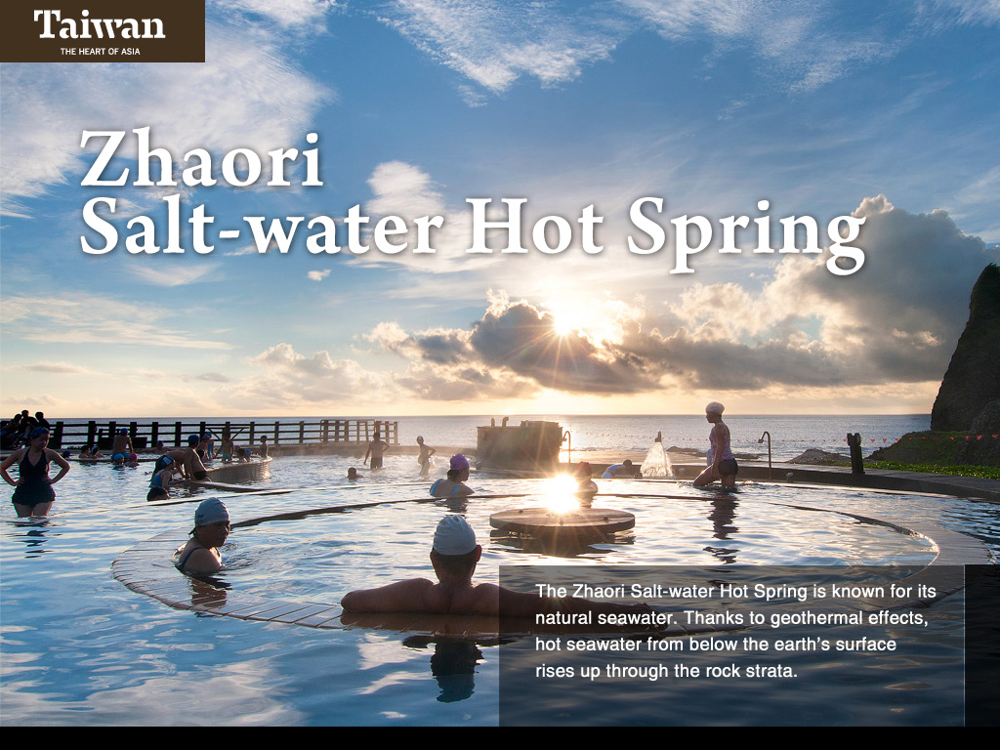 Taiwan
THE HEART OF ASIA
Zhaori
Salt-water Hot Spring
The Zhaori Salt-water Hot Spring is known for its
natural seawater. Thanks to geothermal effects,
hot seawater from below the earth’s surface
rises up through the rock strata.